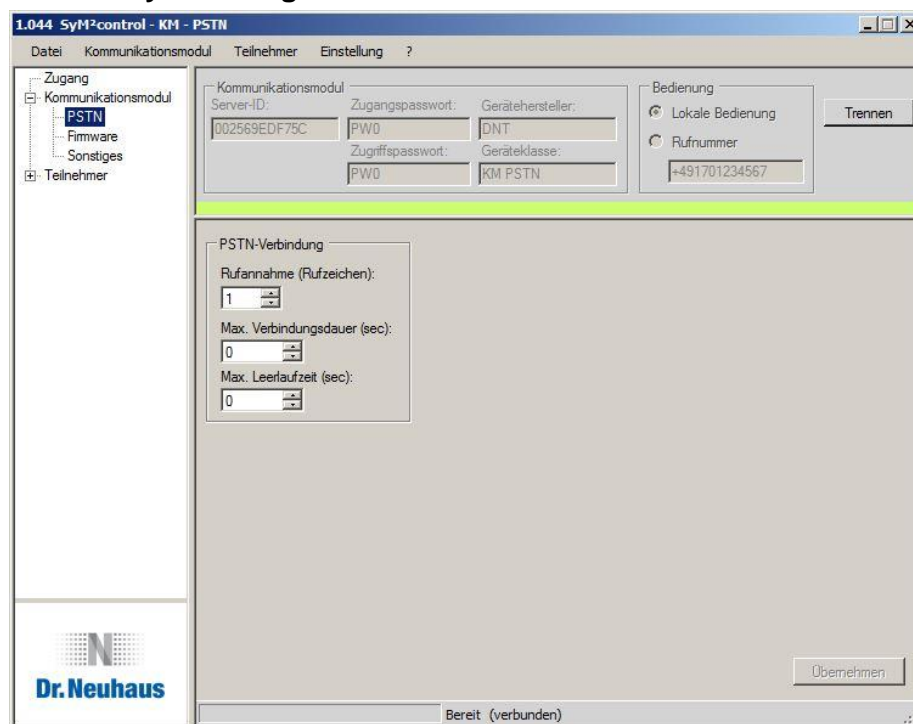 1.044 SyM²control - KM - PSTN
Datei Kommunikationsmodul Teilnehmer Einstellung ?
Zugang
Kommunikationsmodul
PSTN
Firmware
Sonstiges
Teilnehmer
Kommunikationsmodul
Server-ID: Zugangspasswort: Gerätehersteller:
002569EDF75C PW0 DNT
Zugriffspasswort: Geräteklasse:
PW0 KM PSTN
Bedienung
Lokale Bedienung
Rufnummer
+491701234567
Trennen
PSTN-Verbindung
Rufannahme (Rufzeichen):
1
Max. Verbindungsdauer (sec):
0
Max. Leerlaufzeit (sec):
0
Übernehmen
N
Dr.Neuhaus
Bereit (verbunden)